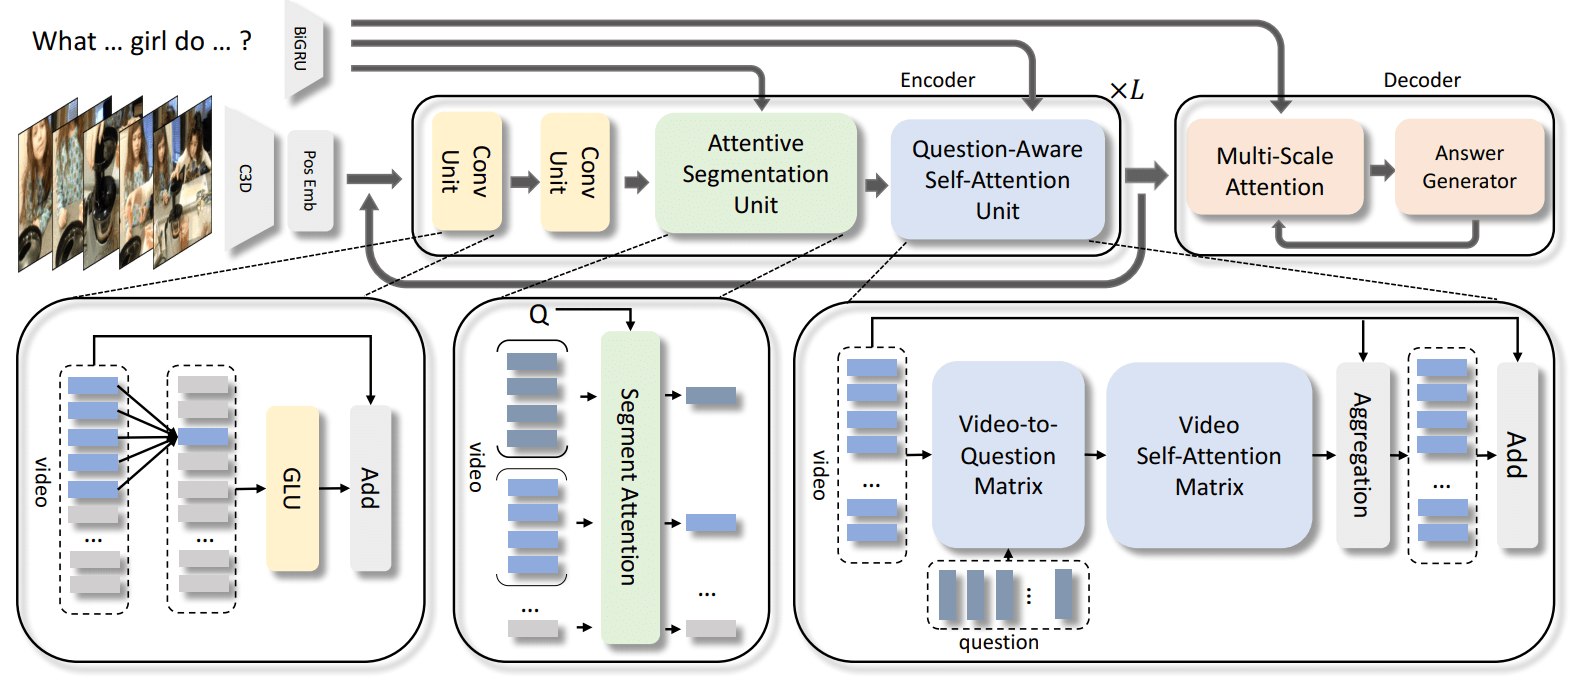 What ... girl do ... ?
BiGRU
C3D
Pos Emb
Encoder
×L
Decoder
Conv
Unit
Conv
Unit
Attentive
Segmentation
Unit
Question-Aware
Self-Attention
Unit
Multi-Scale
Attention
Answer
Generator
video
...
...
GLU
Add
Q
video
...
Segment Attention
...
video
...
Video-to-
Question
Matrix
Video
Self-Attention
Matrix
Aggregation
...
Add
...
question